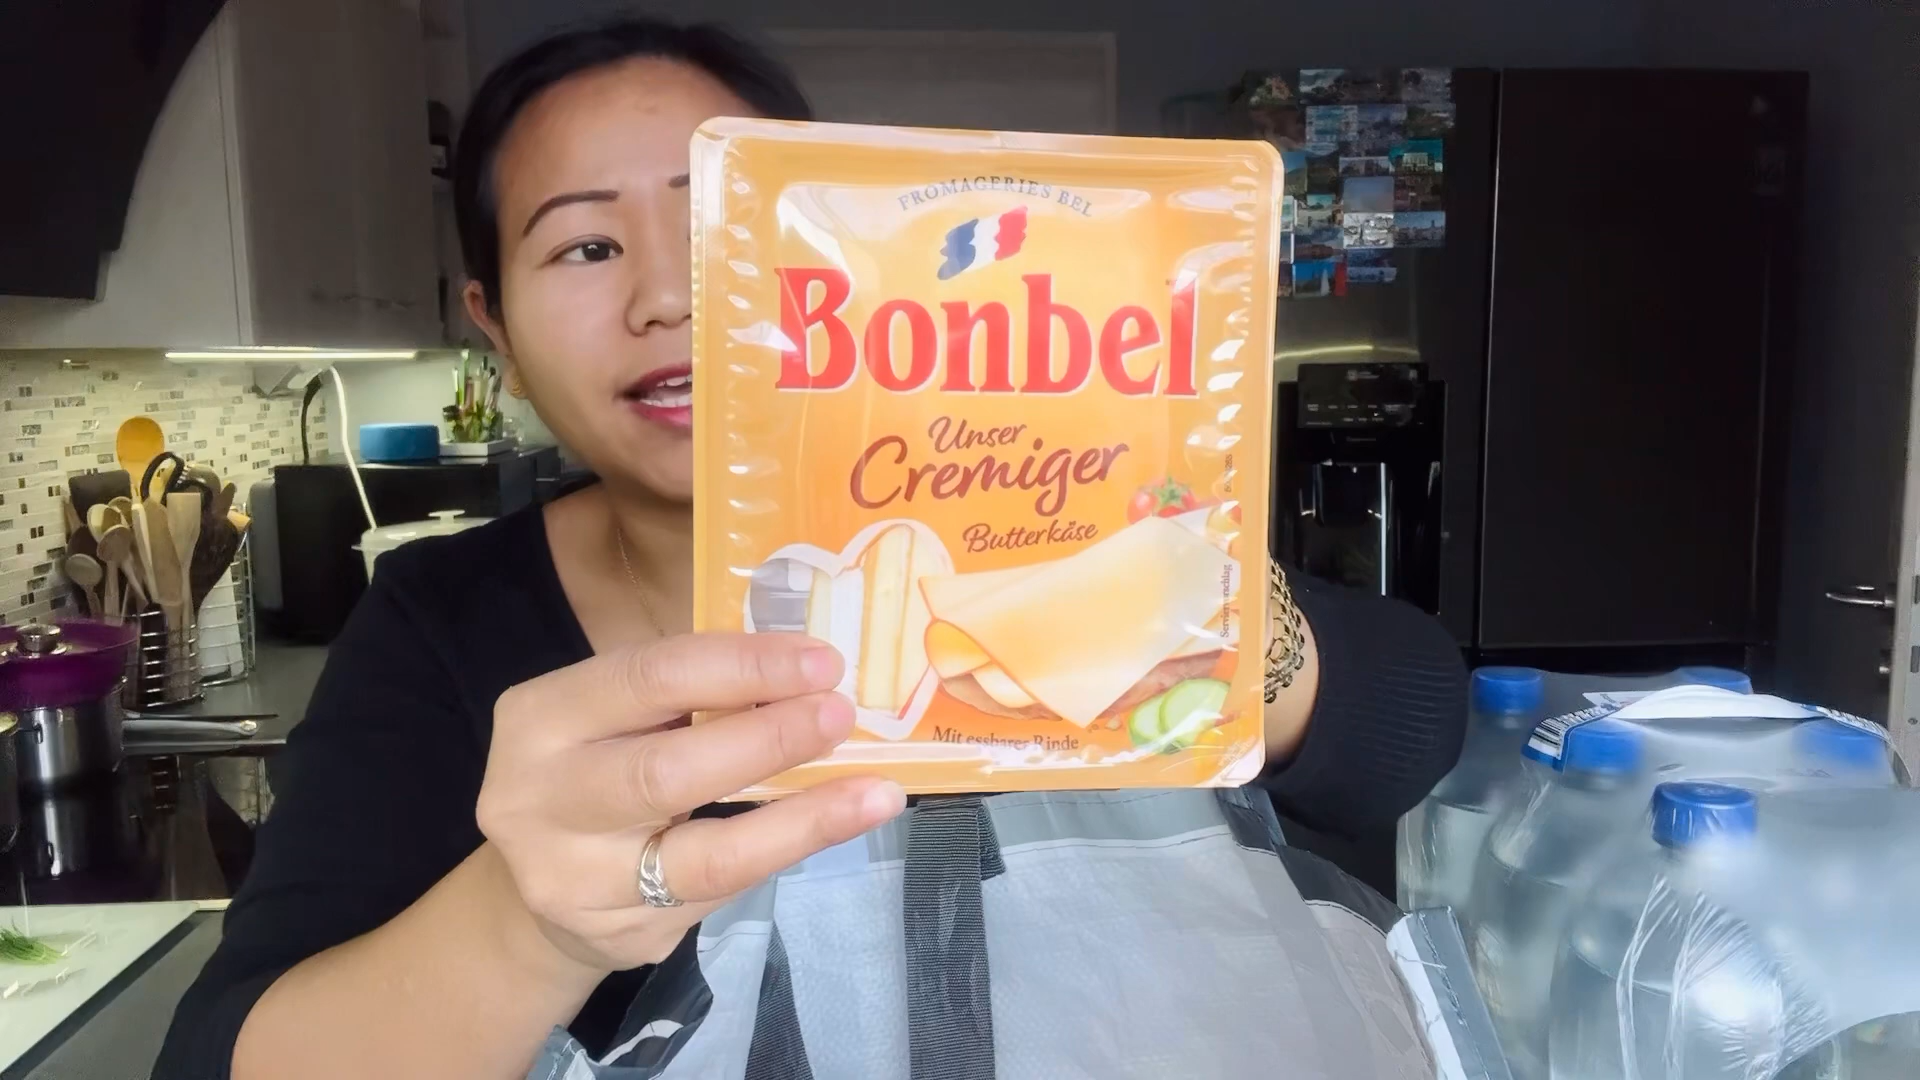 FROMAGERIES BEL
Bonbel
Unser
Cremiger
Butterkäse
Serviervorschlag
Mit essbarer Rinde